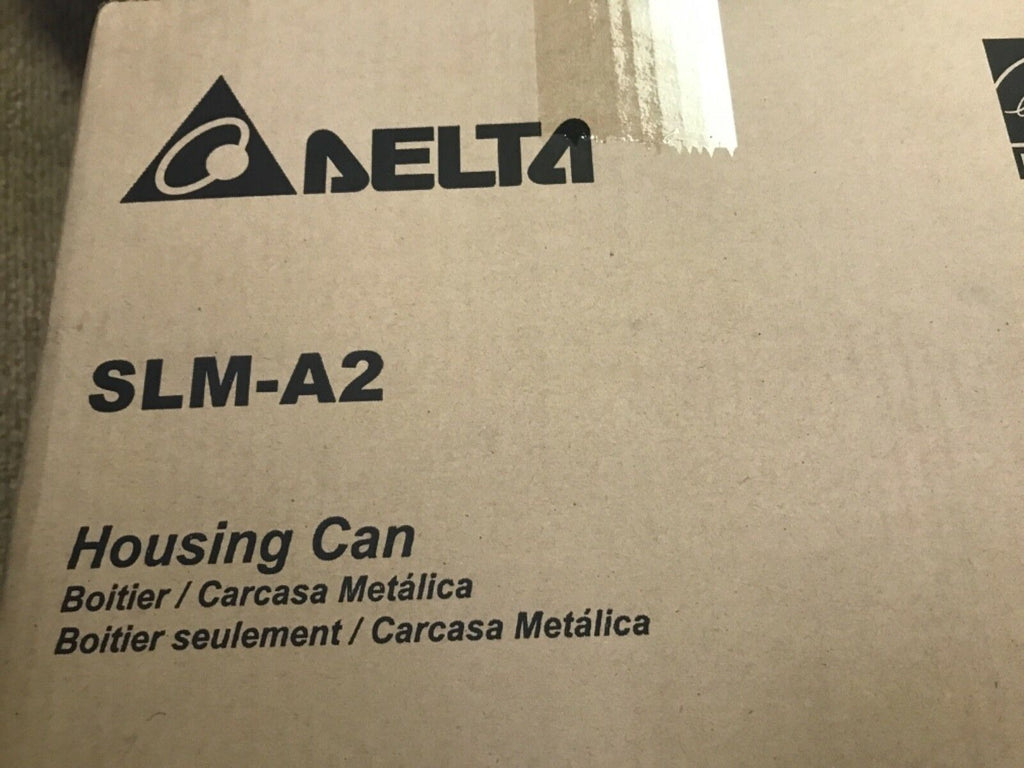 DELTA
SLM-A2
Housing Can
Boitier / Carcasa Metálica
Boitier seulement / Carcasa Metálica